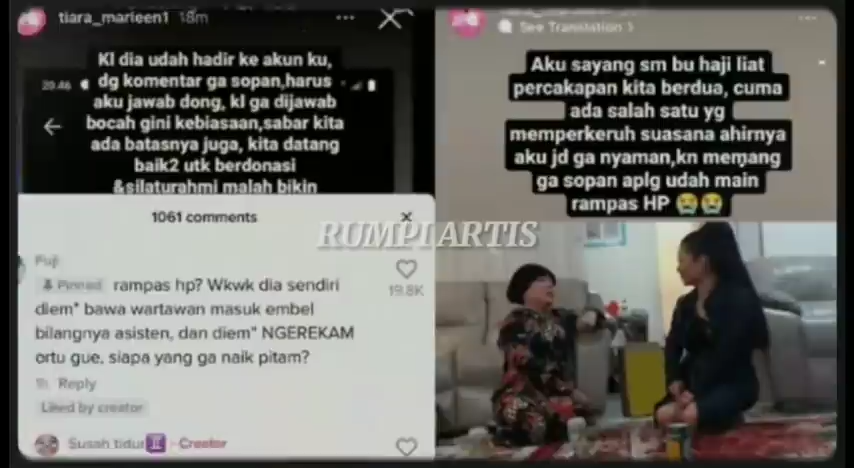 tiara_marieen1 18m
Kl dia udah hadir ke akun ku,
dg komentar ga sopan,harus
aku jawab dong, kl ga dijawab
bocah gini kebiasaan,sabar kita
ada batasnya juga, kita datang
baik2 utk berdonasi
&silaturahmi malah bikin
20.46
1061 comments
Fuji
Pinned rampas hp? Wkwk dia sendiri
diem" bawa wartawan masuk embel
bilangnya asisten, dan diem" NGEREKAM
ortu gue, siapa yang ga naik pitam?
19.8K
1h Reply
Liked by creator
Susah tidur · Creator
See Translation
Aku sayang sm bu haji liat
percakapan kita berdua, cuma
ada salah satu yg
memperkeruh suasana ahirnya
aku jd ga nyaman,kn memang
ga sopan aplg udah main
rampas HP 😭😭
RUMPI ARTIS